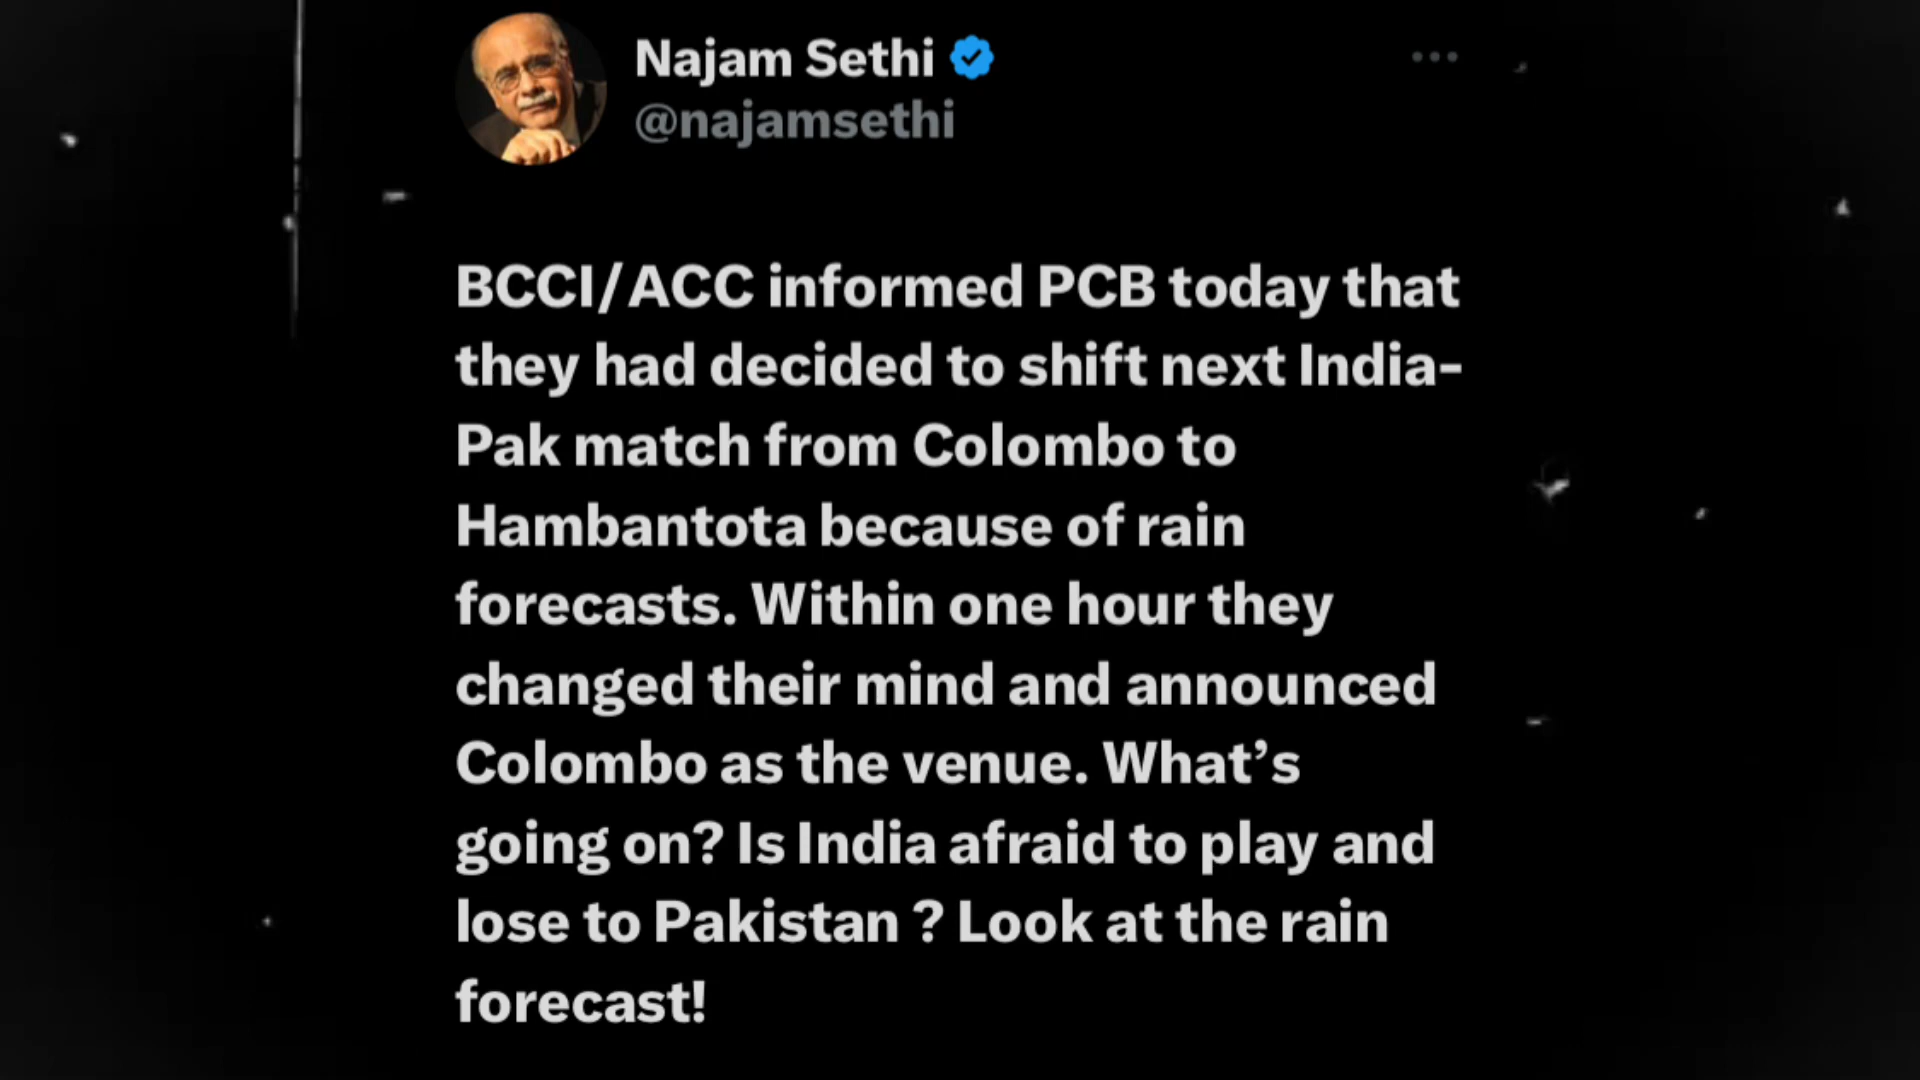 Najam Sethi
@najamsethi
BCCI/ACC informed PCB today that
they had decided to shift next India-
Pak match from Colombo to
Hambantota because of rain
forecasts. Within one hour they
changed their mind and announced
Colombo as the venue. What’s
going on? Is India afraid to play and
lose to Pakistan ? Look at the rain
forecast!